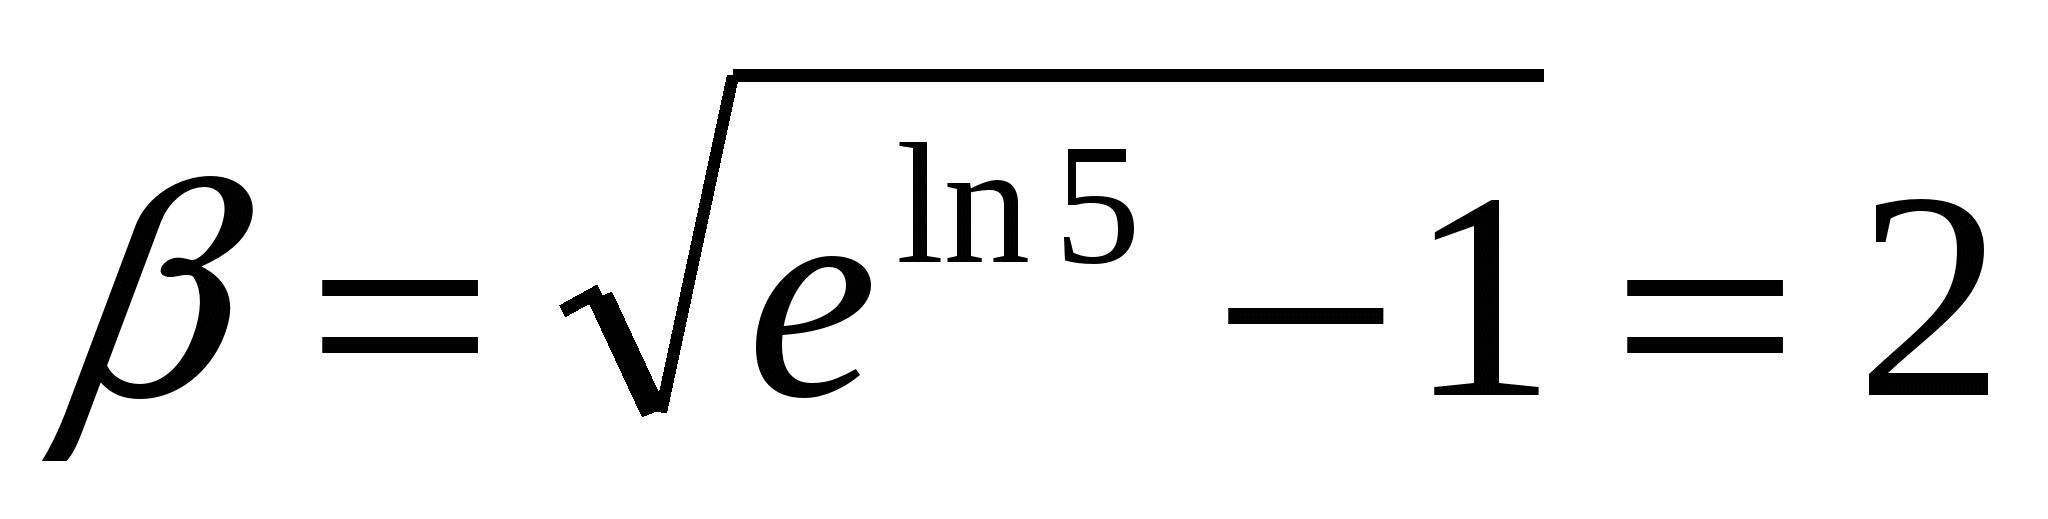 β = √(e^(ln 5) − 1) = 2